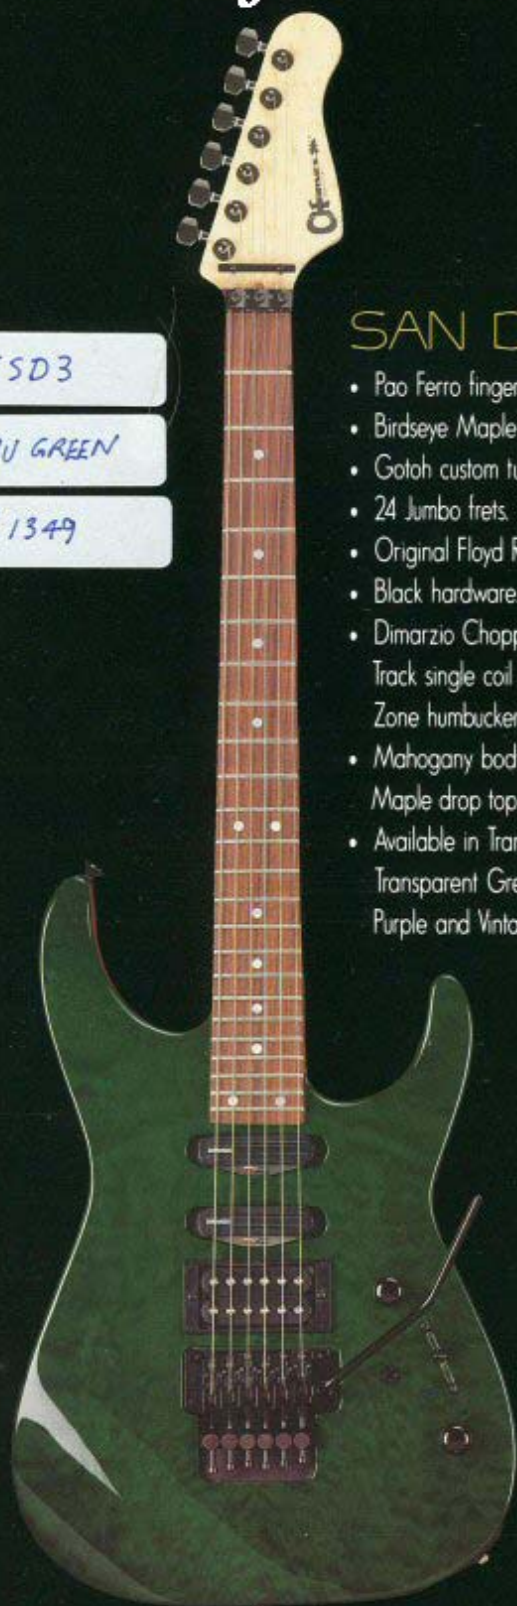 SD3
GREEN
1349
SAN D
• Pao Ferro finger
• Birdseye Maple
• Gotoh custom tu
• 24 Jumbo frets.
• Original Floyd R
• Black hardware
• Dimarzio Chopp
Track single coil
Zone humbucker
• Mahogany bod
Maple drop top
• Available in Tran
Transparent Gre
Purple and Vinta